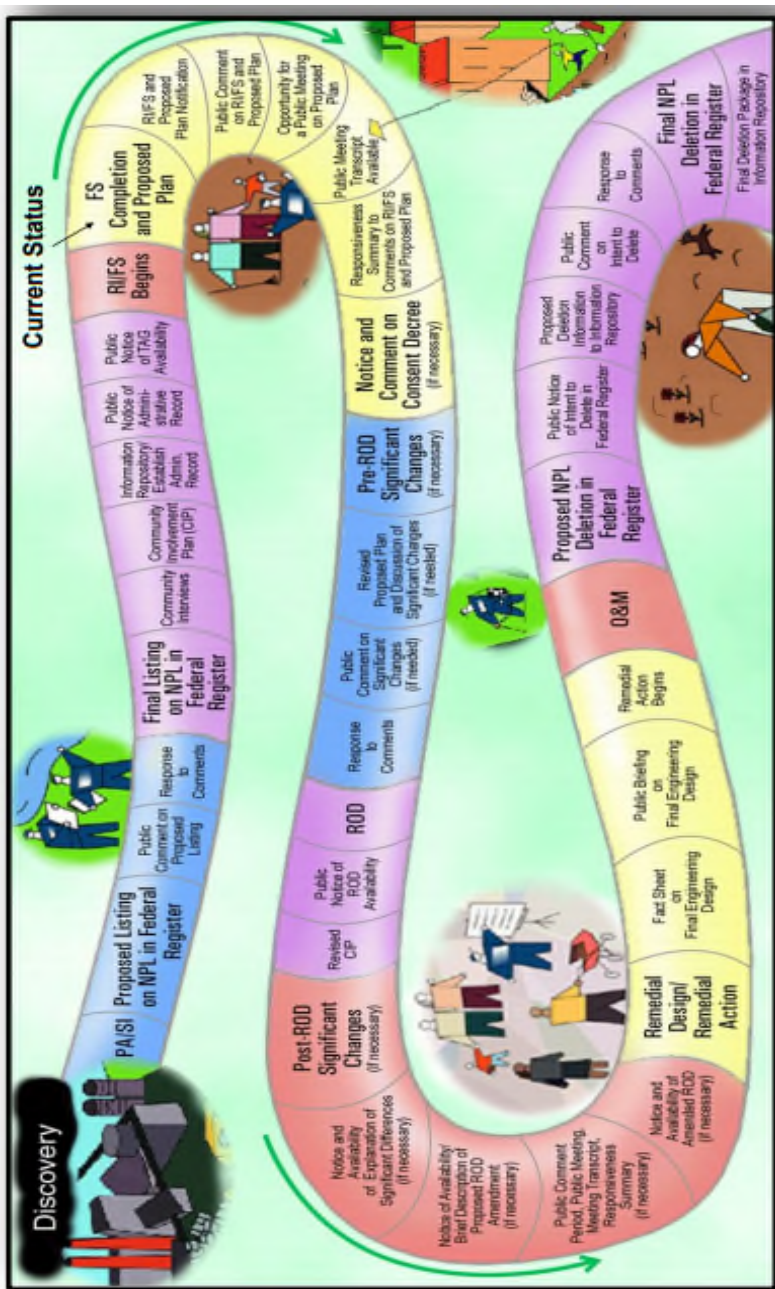 Discovery
PA/SI
Proposed Listing
on NPL in Federal
Register
Public
Comment on
Proposed
Listing
Response
to
Comments
Final Listing
on NPL in
Federal
Register
Community
Interviews
Community
Involvement
Plan (CIP)
Information
Repository/
Establish
Admin.
Record
Public
Notice of
Admini-
strative
Record
Public
Notice
of TAG
Availability
RI/FS
Begins
Current Status
FS
Completion
and Proposed
Plan
RI/FS and
Proposed
Plan Notification
Public Comment
on RI/FS and
Proposed Plan
Opportunity for
a Public Meeting
on Proposed
Plan
Public Meeting
Transcript
Available
Responsiveness
Summary to
Comments on RI/FS
and Proposed Plan
Notice and
Comment on
Consent Decree
(if necessary)
Pre-ROD
Significant
Changes
(if necessary)
Revised
Proposed Plan
and Discussion of
Significant Changes
(if needed)
Public
Comment on
Significant
Changes
(if needed)
Response
to
Comments
ROD
Public
Notice of
ROD
Availability
Revised
CIP
Post-ROD
Significant
Changes
(if necessary)
Notice and
Availability
of Explanation of
Significant Differences
(if necessary)
Notice of Availability/
Brief Description of
Proposed ROD
Amendment
(if necessary)
Public Comment
Period, Public Meeting,
Meeting Transcript,
Responsiveness
Summary
(if necessary)
Notice and
Availability of
Amended ROD
(if necessary)
Remedial
Design/
Remedial
Action
Fact Sheet
on
Final Engineering
Design
Public Briefing
on
Final Engineering
Design
Remedial
Action
Begins
O&M
Proposed NPL
Deletion in
Federal
Register
Public Notice
of Intent to
Delete in
Federal Register
Proposed
Deletion
Information
to Information
Repository
Public
Comment
on
Intent to
Delete
Response
to
Comments
Final NPL
Deletion in
Federal Register
Final Deletion Package in
Information Repository